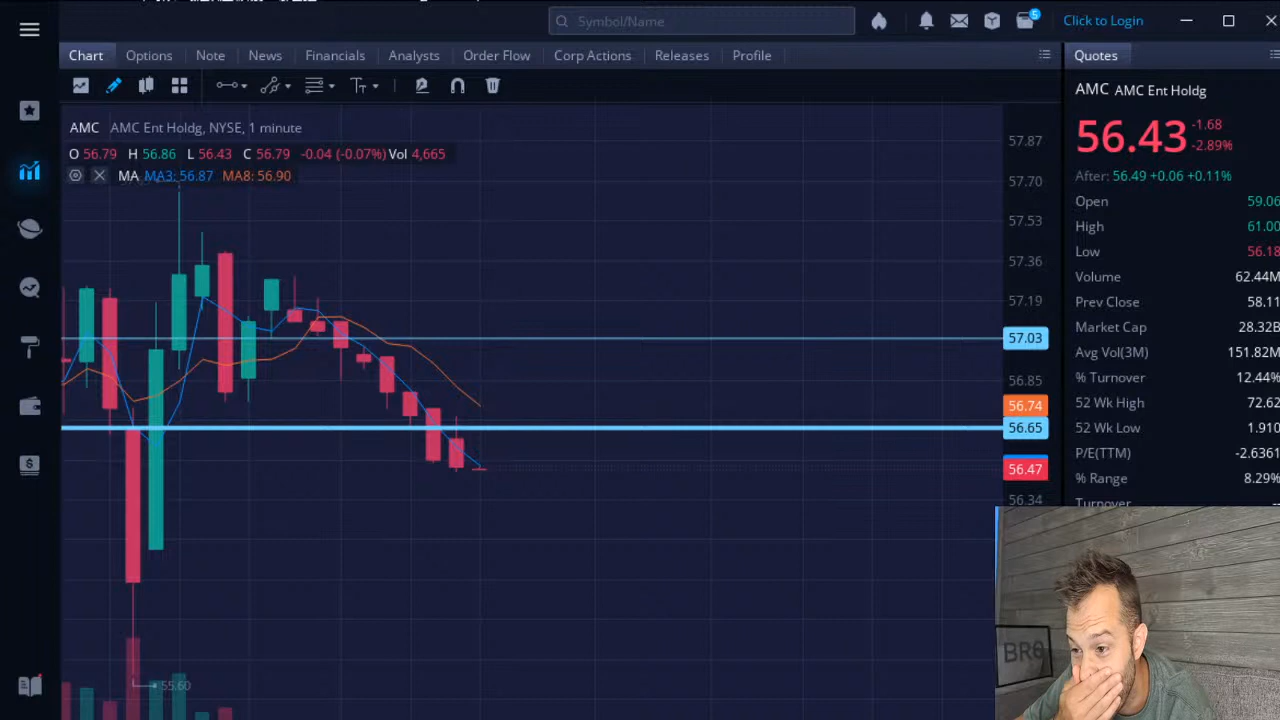 Symbol/Name
5
Click to Login
Chart Options Note News Financials Analysts Order Flow Corp Actions Releases Profile
Quotes
AMC AMC Ent Holdg, NYSE, 1 minute
O 56.79 H 56.86 L 56.43 C 56.79 -0.04 (-0.07%) Vol 4,665
MA MA3: 56.87 MA8: 56.90
55.60
57.87
57.70
57.53
57.36
57.19
57.03
56.85
56.74
56.65
56.47
56.34
AMC AMC Ent Holdg
56.43 -1.68
-2.89%
After: 56.49 +0.06 +0.11%
Open 59.06
High 61.00
Low 56.18
Volume 62.44M
Prev Close 58.11
Market Cap 28.32B
Avg Vol(3M) 151.82M
% Turnover 12.44%
52 Wk High 72.62
52 Wk Low 1.910
P/E(TTM) -2.6361
% Range 8.29%
Turnover
BRO